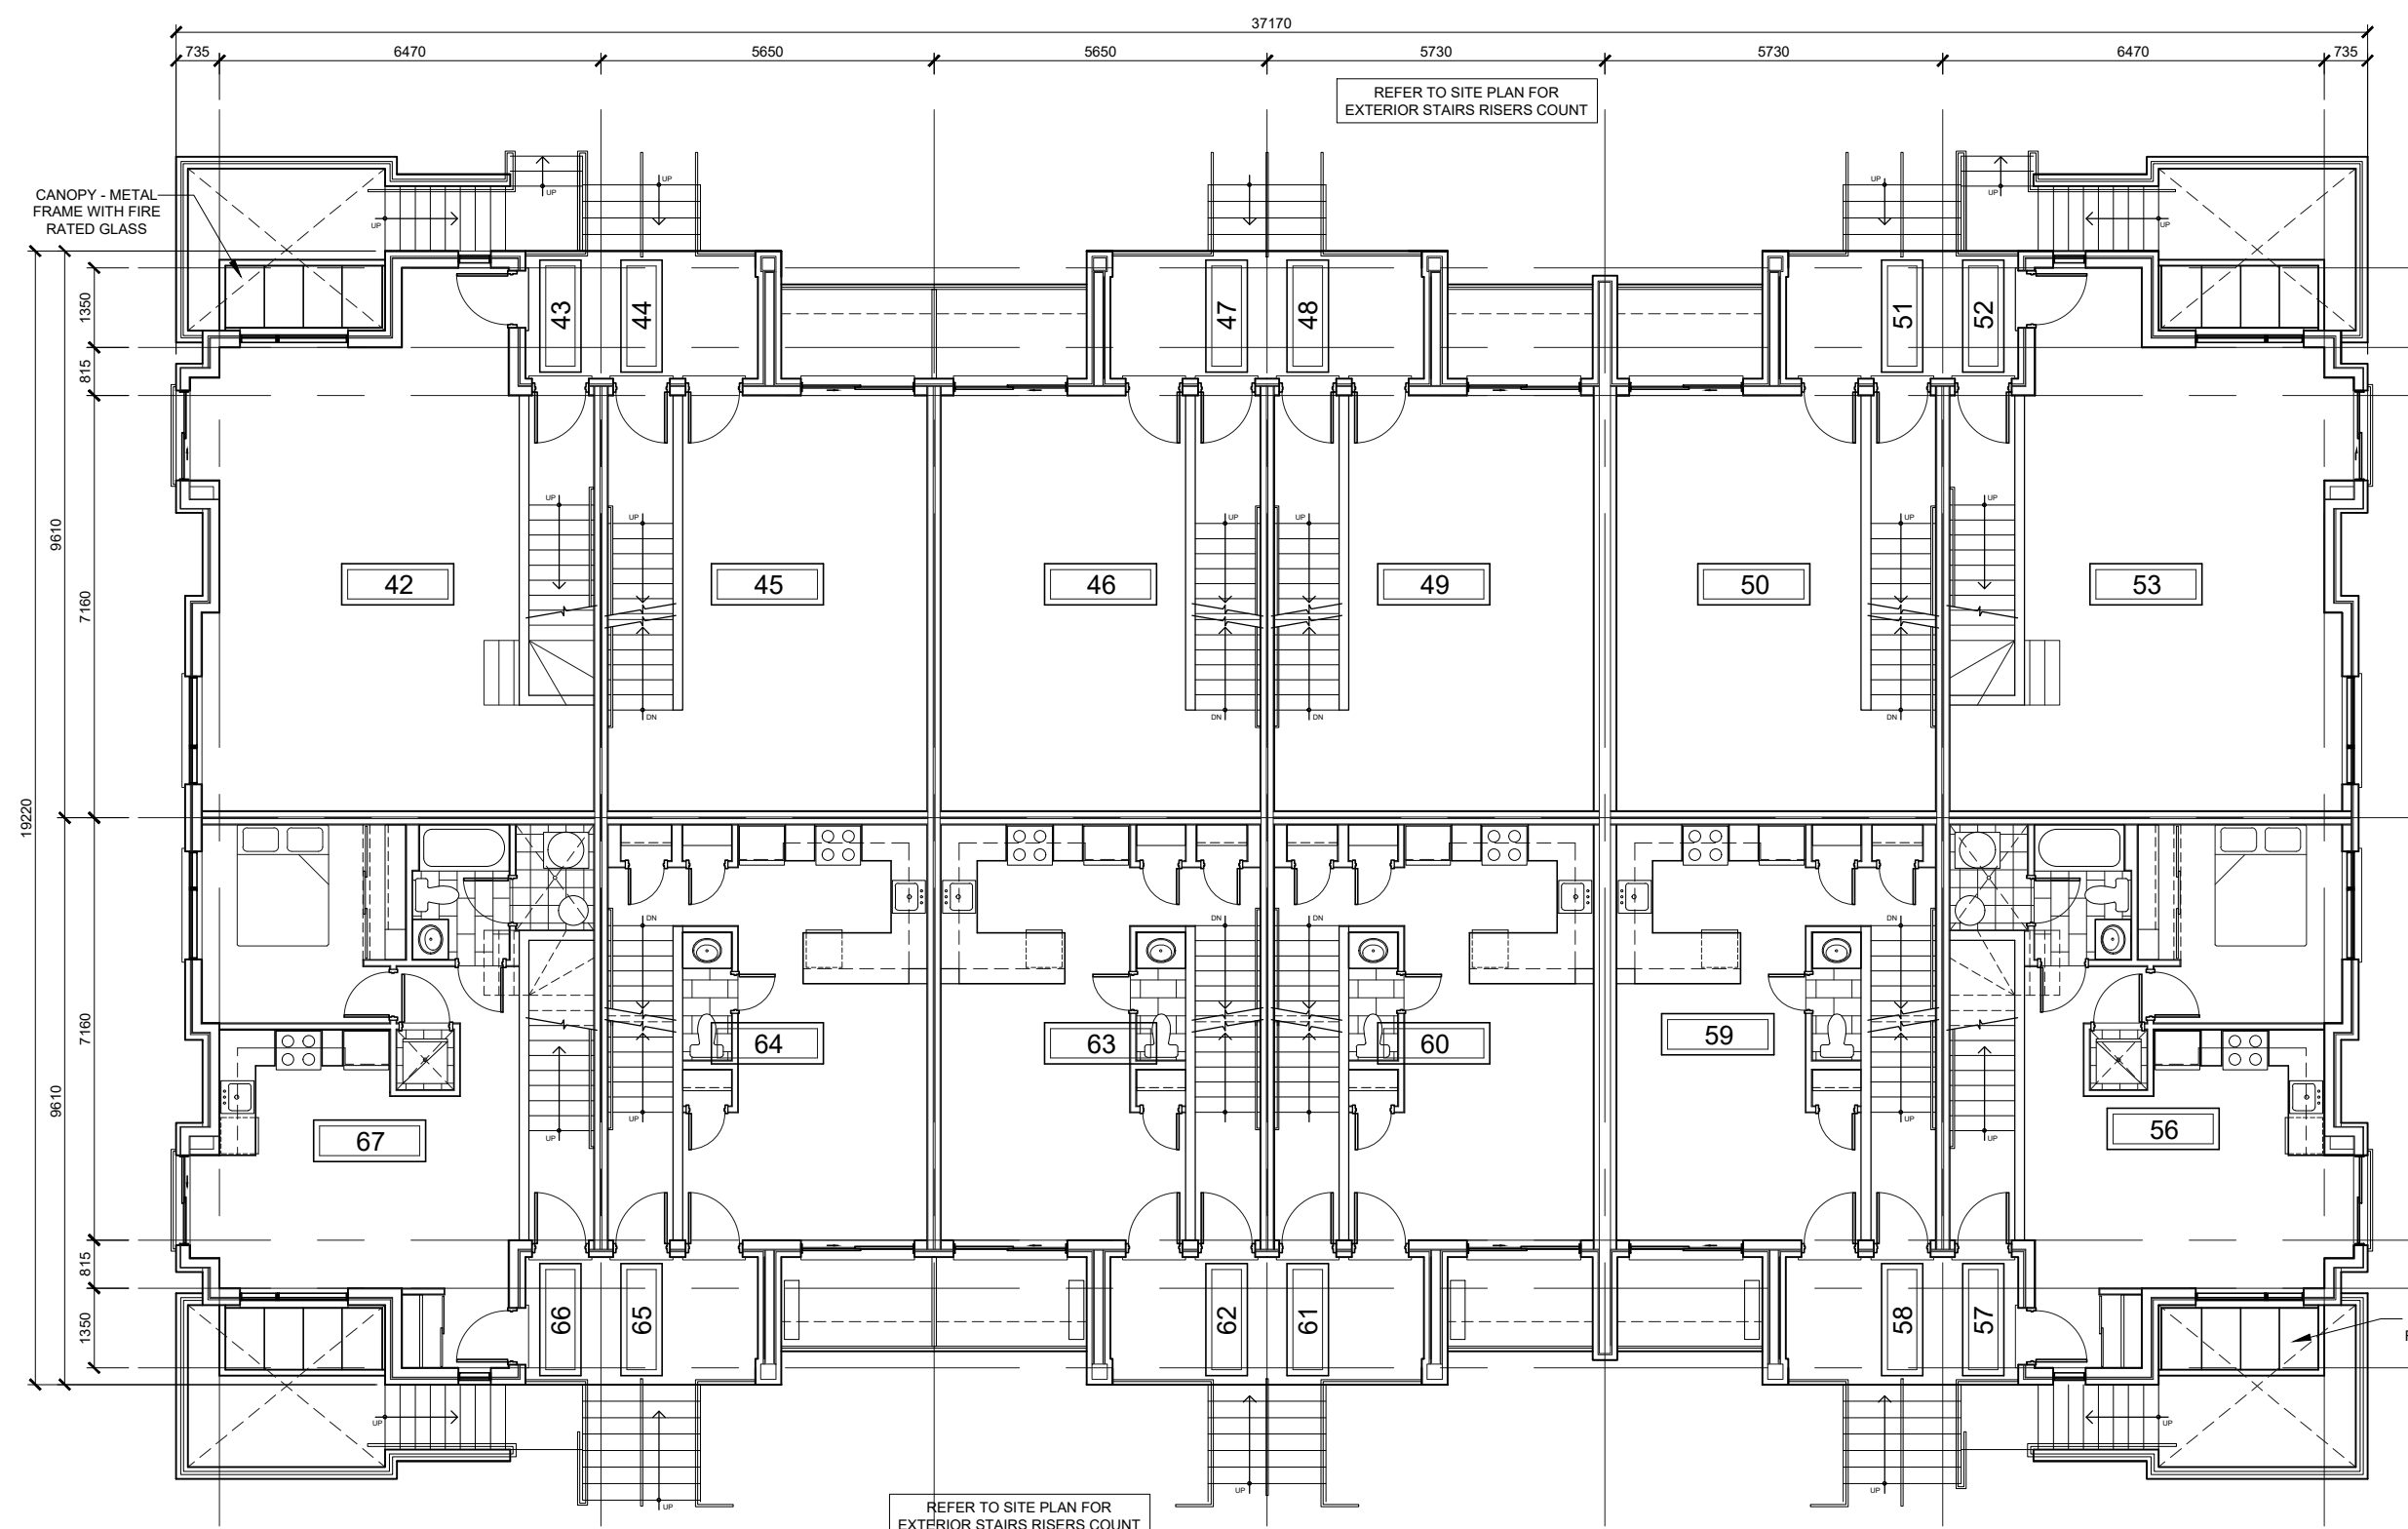 37170
735
6470
5650
5650
5730
5730
6470
735
REFER TO SITE PLAN FOR
EXTERIOR STAIRS RISERS COUNT
CANOPY - METAL
FRAME WITH FIRE
RATED GLASS
UP
UP
UP
UP
UP
UP
43
44
47
48
51
52
1350
815
9610
7160
19220
7160
9610
815
1350
UP
UP
UP
UP
UP
UP
42
45
46
49
50
53
DN
DN
DN
DN
DN
DN
DN
DN
64
63
60
59
67
56
UP
UP
UP
UP
UP
UP
66
65
62
61
58
57
F
UP
UP
UP
UP
UP
REFER TO SITE PLAN FOR
EXTERIOR STAIRS RISERS COUNT